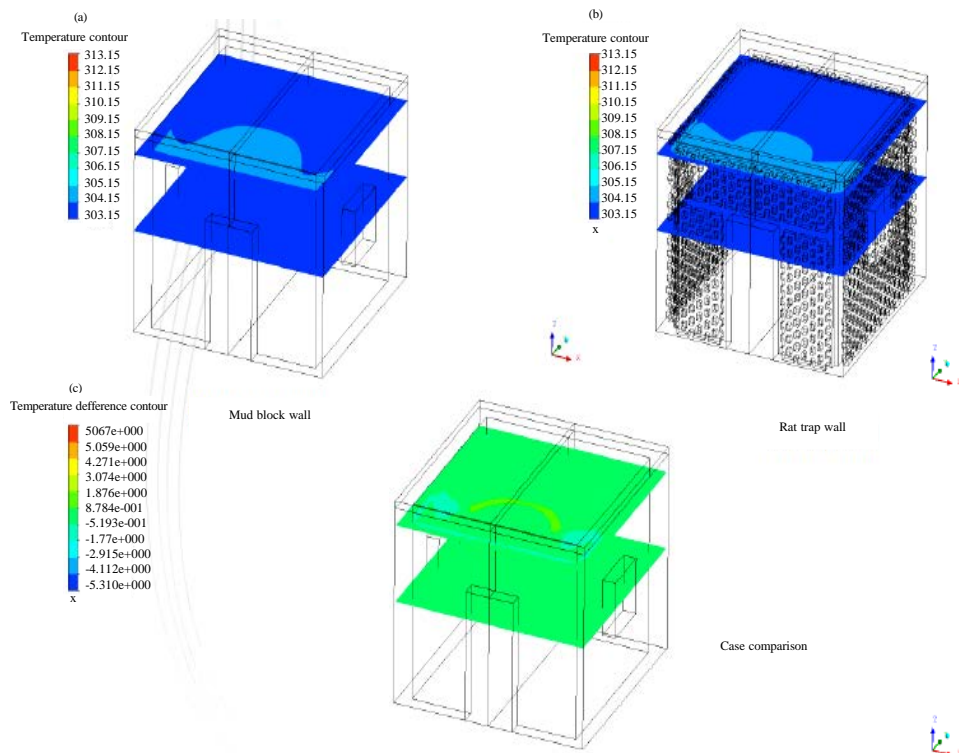 (a)
Temperature contour
313.15
312.15
311.15
310.15
309.15
308.15
307.15
306.15
305.15
304.15
303.15
Mud block wall
(b)
Temperature contour
313.15
312.15
311.15
310.15
309.15
308.15
307.15
306.15
305.15
304.15
303.15
x
Rat trap wall
(c)
Temperature defference contour
5067e+000
5.059e+000
4.271e+000
3.074e+000
1.876e+000
8.784e-001
-5.193e-001
-1.77e+000
-2.915e+000
-4.112e+000
-5.310e+000
x
Case comparison